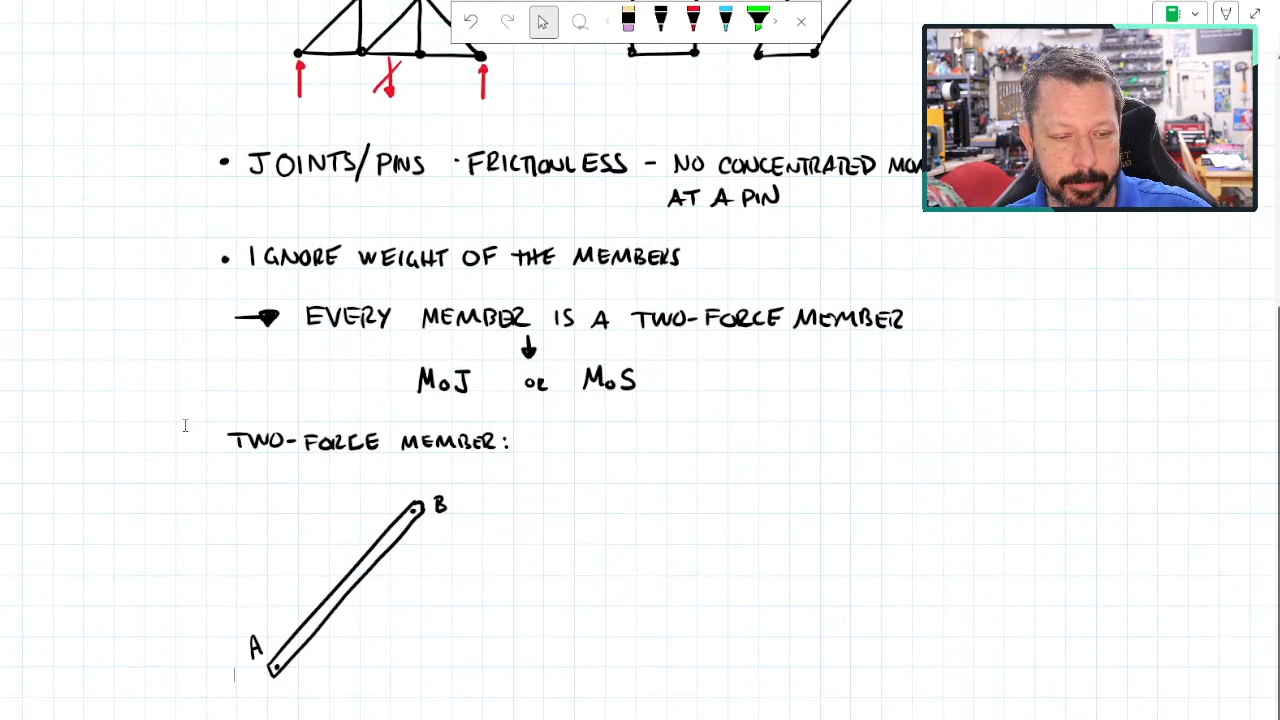 • JOINTS/PINS • FRICTIONLESS - NO CONCENTRATED
AT A PIN
• IGNORE WEIGHT OF THE MEMBERS
→ EVERY MEMBER IS A TWO-FORCE MEMBER
↓
MoJ or MoS
TWO-FORCE MEMBER:
B
A